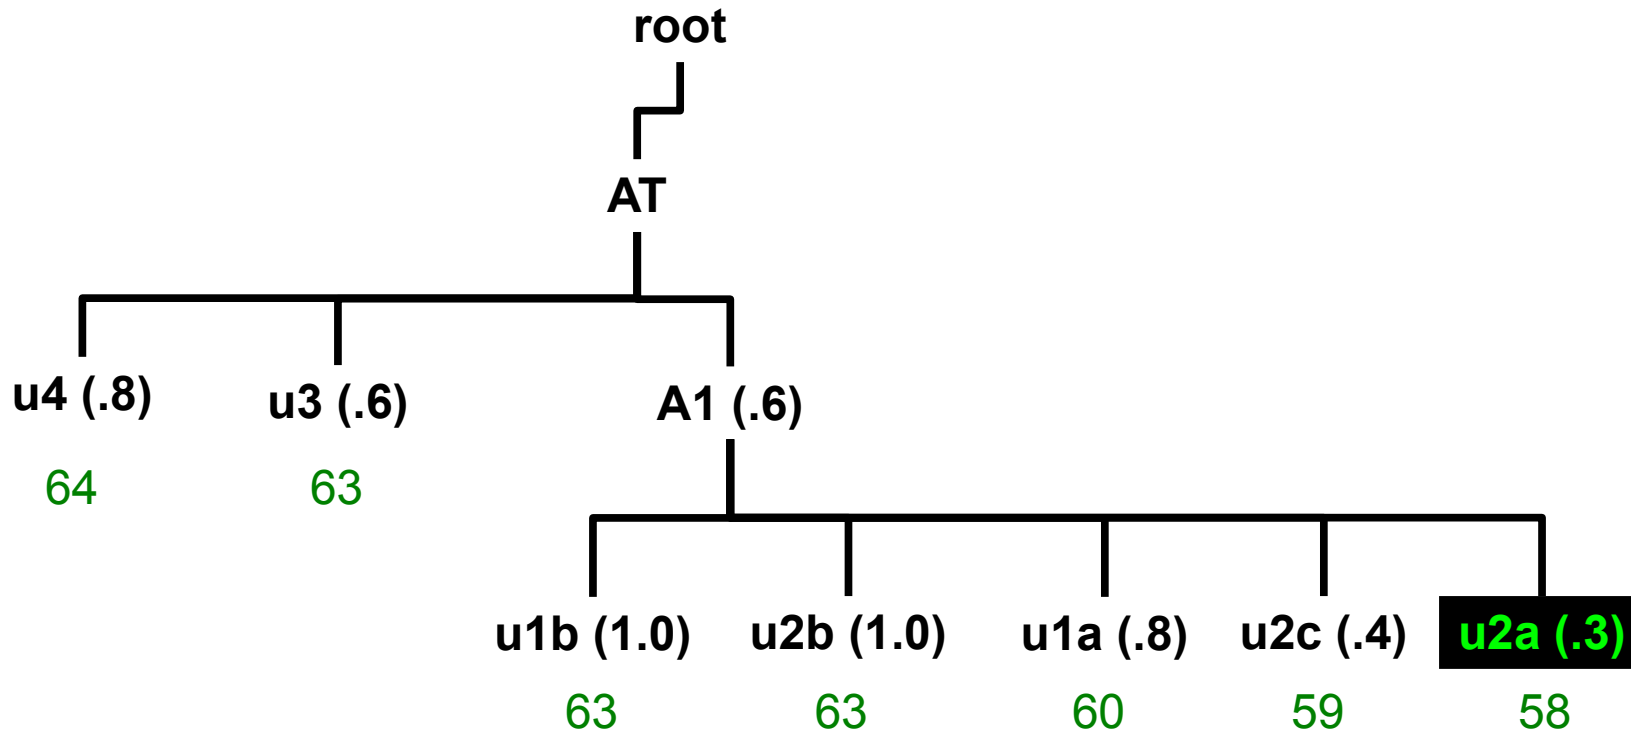 root
AT
u4 (.8)
u3 (.6)
A1 (.6)
64
63
u1b (1.0)
u2b (1.0)
u1a (.8)
u2c (.4)
u2a (.3)
63
63
60
59
58